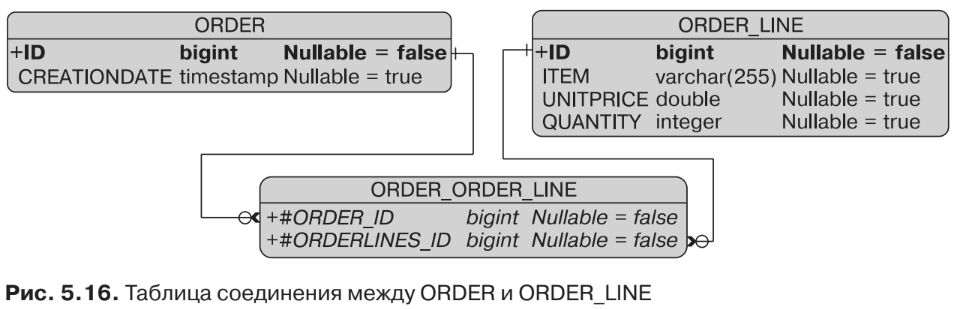 ORDER
+ID bigint Nullable = false
CREATIONDATE timestamp Nullable = true
ORDER_LINE
+ID bigint Nullable = false
ITEM varchar(255) Nullable = true
UNITPRICE double Nullable = true
QUANTITY integer Nullable = true
ORDER_ORDER_LINE
+#ORDER_ID bigint Nullable = false
+#ORDERLINES_ID bigint Nullable = false
Рис. 5.16. Таблица соединения между ORDER и ORDER_LINE